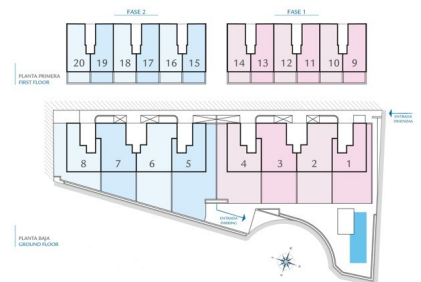 FASE 2
FASE 1
20 19 18 17 16 15
14 13 12 11 10 9
PLANTA PRIMERA
FIRST FLOOR
ENTRADA
PEATONAL
8 7 6 5 4 3 2 1
ENTRADA
PARKING
PLANTA BAJA
GROUND FLOOR